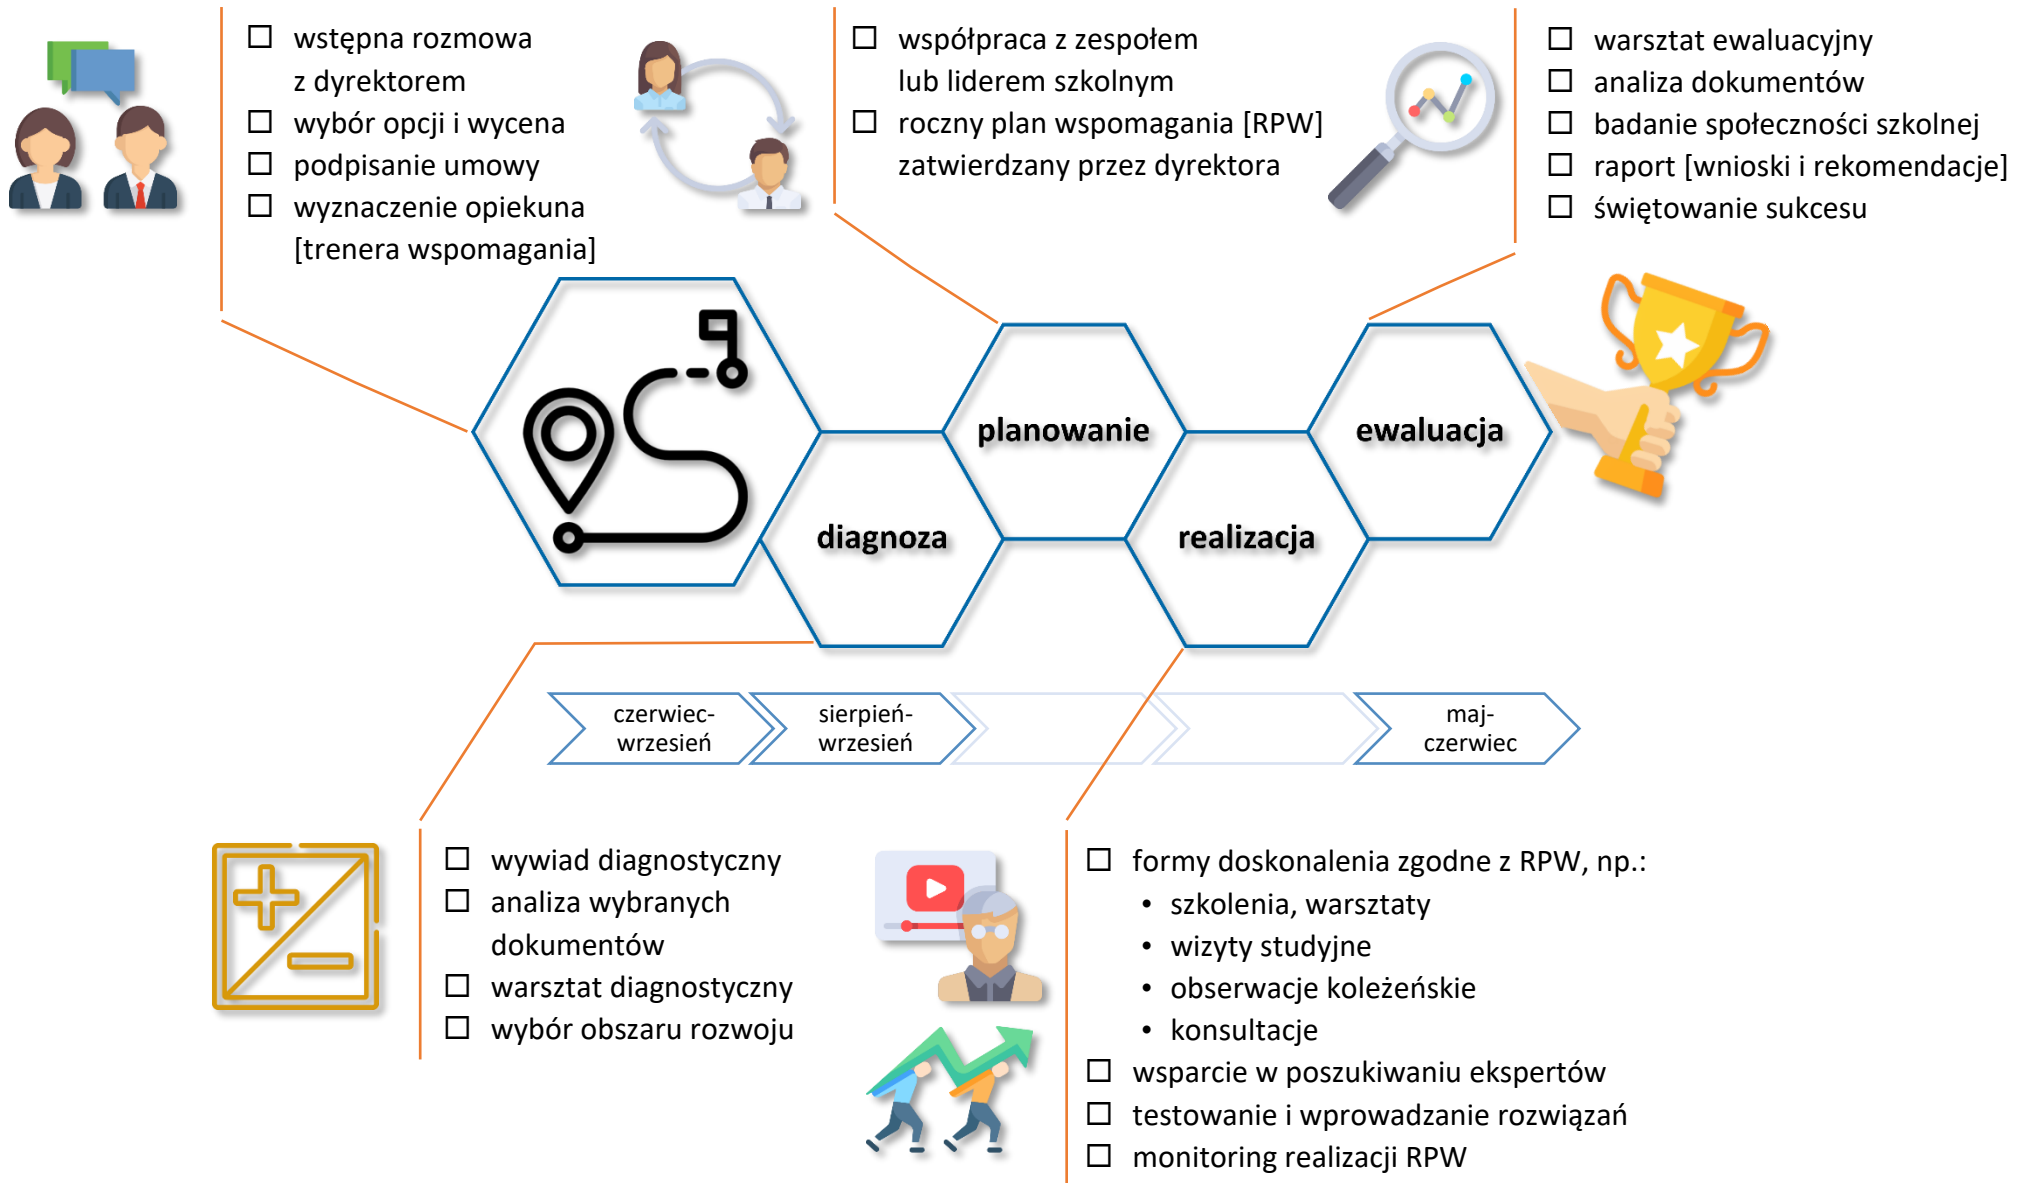 ☐ wstępna rozmowa
z dyrektorem
☐ wybór opcji i wycena
☐ podpisanie umowy
☐ wyznaczenie opiekuna
[trenera wspomagania]
☐ współpraca z zespołem
lub liderem szkolnym
☐ roczny plan wspomagania [RPW]
zatwierdzany przez dyrektora
☐ warsztat ewaluacyjny
☐ analiza dokumentów
☐ badanie społeczności szkolnej
☐ raport [wnioski i rekomendacje]
☐ świętowanie sukcesu
diagnoza
planowanie
realizacja
ewaluacja
czerwiec-
wrzesień
sierpień-
wrzesień
maj-
czerwiec
☐ wywiad diagnostyczny
☐ analiza wybranych
dokumentów
☐ warsztat diagnostyczny
☐ wybór obszaru rozwoju
☐ formy doskonalenia zgodne z RPW, np.:
• szkolenia, warsztaty
• wizyty studyjne
• obserwacje koleżeńskie
• konsultacje
☐ wsparcie w poszukiwaniu ekspertów
☐ testowanie i wprowadzanie rozwiązań
☐ monitoring realizacji RPW